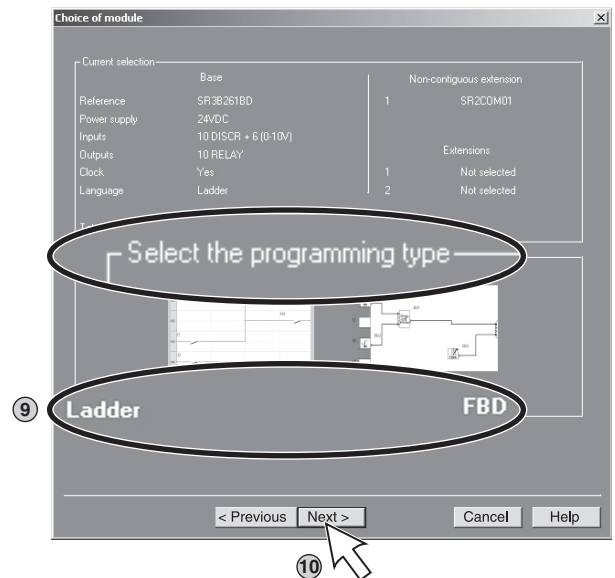 Choice of module
Current selection
Base
Non-contiguous extension
Reference SR3B261BD 1 SR2COM01
Power supply 24VDC
Inputs 10 DISCR + 6 (0-10V)
Outputs 10 RELAY Extensions
Clock Yes 1 Not selected
Language Ladder 2 Not selected
Select the programming type
9 Ladder FBD
< Previous Next > Cancel Help
10